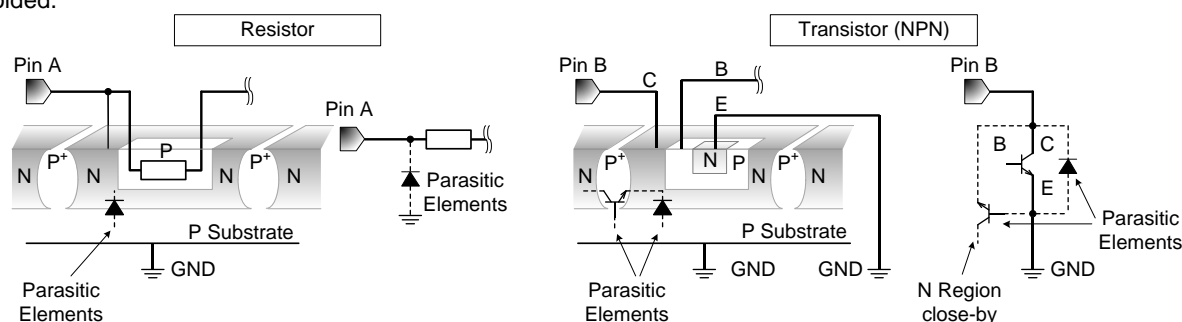 Resistor
Transistor (NPN)
Pin A
Pin A
P
N
P+
N
N
P+
N
Parasitic
Elements
P Substrate
GND
Parasitic
Elements
Pin B
C
B
E
N
P+
N
P
N
P+
N
P Substrate
GND
GND
Parasitic
Elements
Pin B
B
C
E
Parasitic
Elements
GND
N Region
close-by